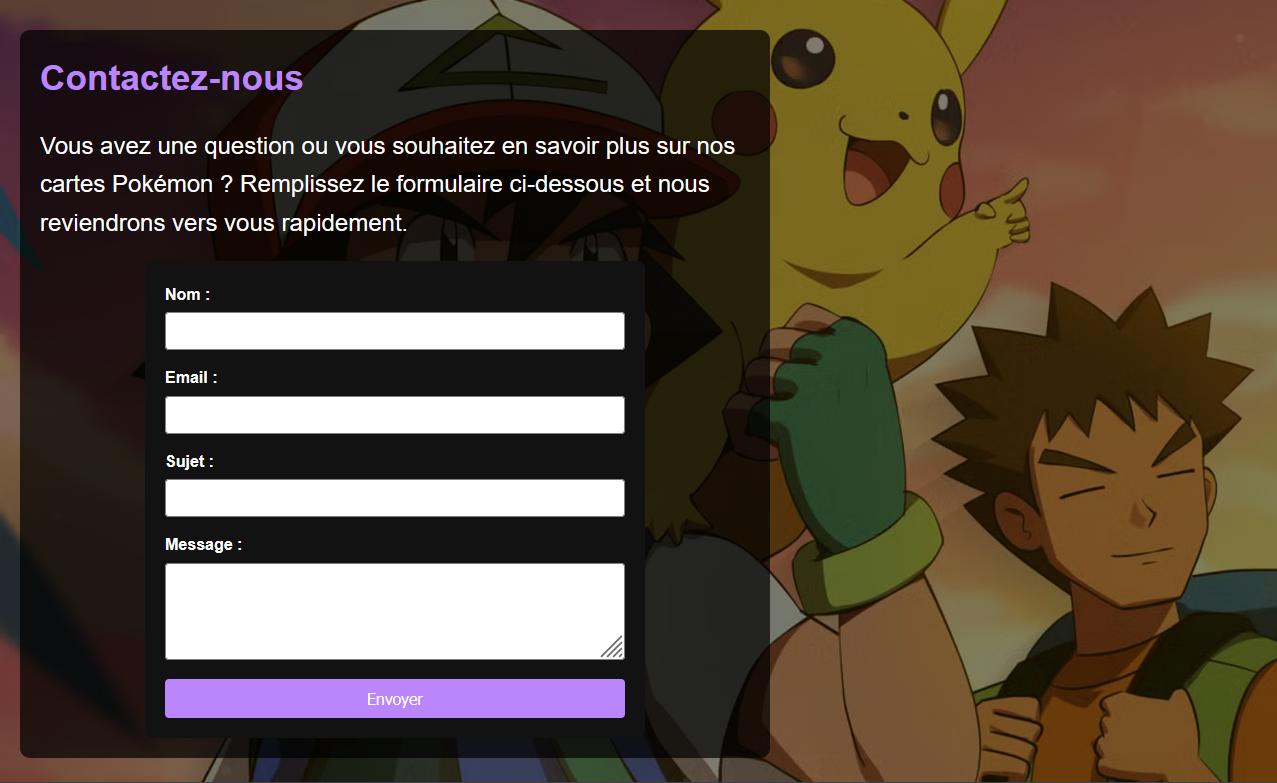 Contactez-nous
Vous avez une question ou vous souhaitez en savoir plus sur nos
cartes Pokémon ? Remplissez le formulaire ci-dessous et nous
reviendrons vers vous rapidement.
Nom :
Email :
Sujet :
Message :
Envoyer